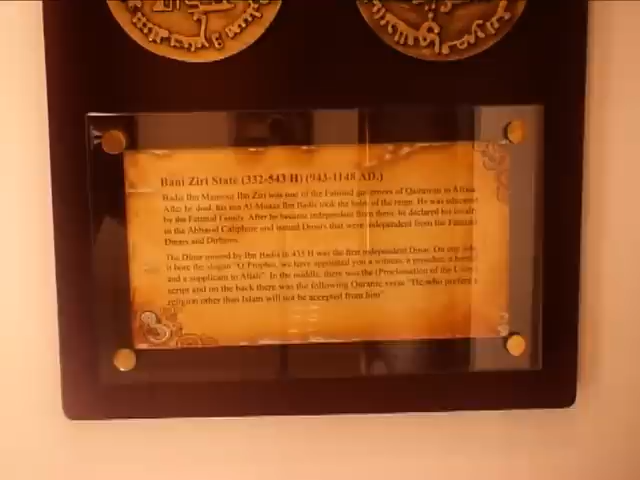 Bani Ziri State (332-543 H) (943-1148 AD.)
Badis Ibn Mansour Ibn Ziri was one of the Fatimid governors of Qairawan in Africa.
After he died, his son Al-Muizz Ibn Badis took the helm of the reign. He was educated
by the Fatimid Family. After he became independent from them, he declared his loyalty
to the Abbasid Caliphate and issued Dinars that were independent from the Fatimid
Dinars and Dirhams.
The Dinar issued by Ibn Badis in 435 H was the first independent Dinar. On one side
it bore the slogan "O Prophet, we have appointed you a witness, a preacher, a
and a supplicant to Allah". In the middle, there was the (Proclamation of the
script and on the back there was the following Quranic verse "He who prefers a
religion other than Islam will not be accepted from him"